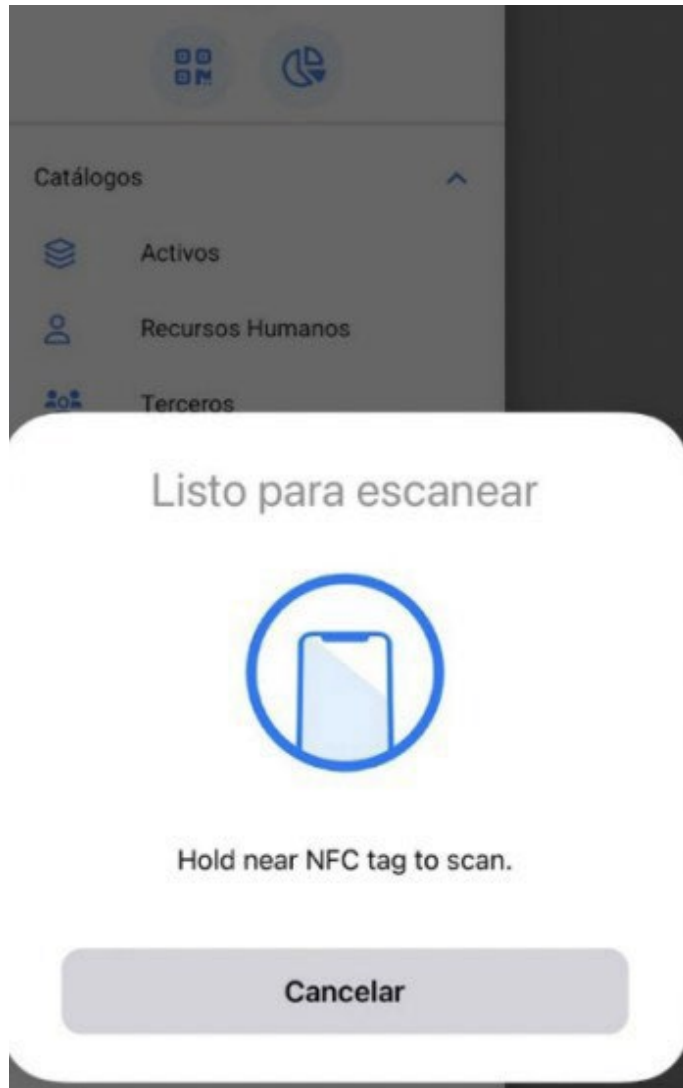 Catálogos
Activos
Recursos Humanos
Terceros
Listo para escanear
Hold near NFC tag to scan.
Cancelar